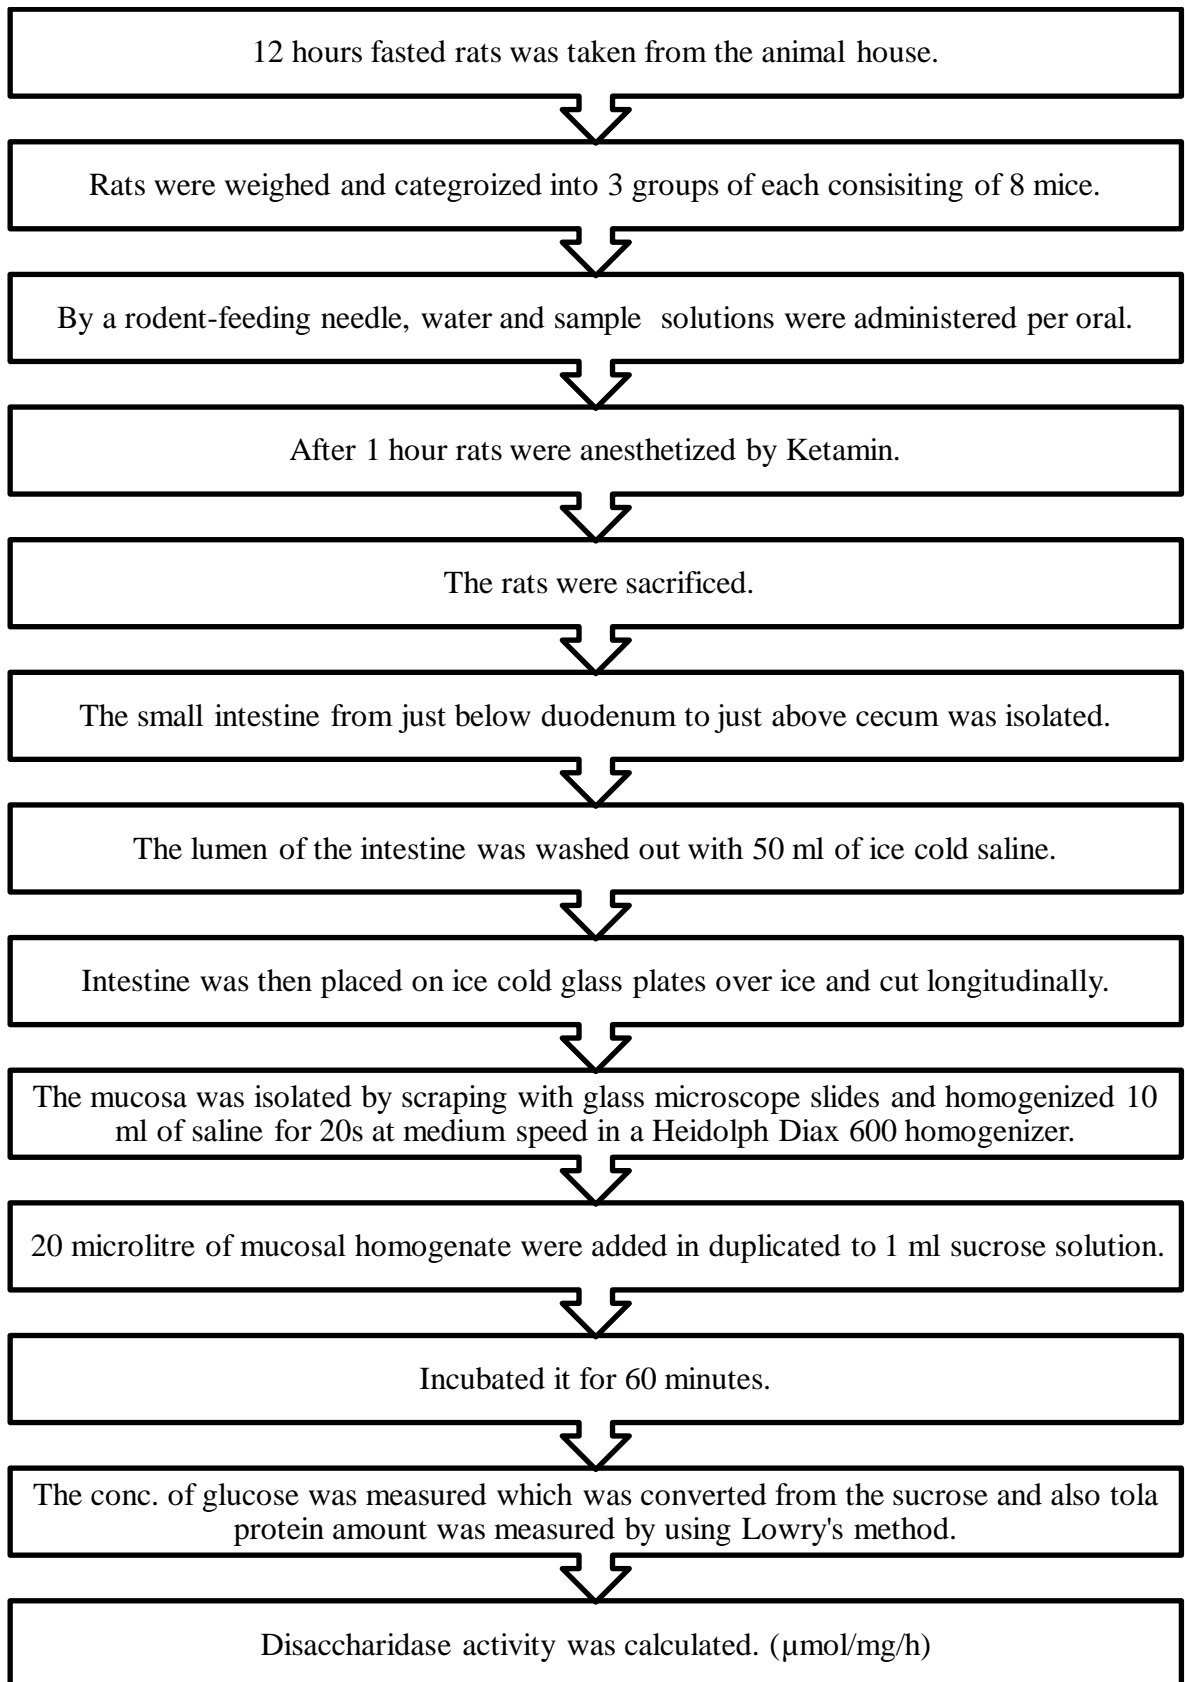 12 hours fasted rats was taken from the animal house.
Rats were weighed and categroized into 3 groups of each consisiting of 8 mice.
By a rodent-feeding needle, water and sample solutions were administered per oral.
After 1 hour rats were anesthetized by Ketamin.
The rats were sacrificed.
The small intestine from just below duodenum to just above cecum was isolated.
The lumen of the intestine was washed out with 50 ml of ice cold saline.
Intestine was then placed on ice cold glass plates over ice and cut longitudinally.
The mucosa was isolated by scraping with glass microscope slides and homogenized 10
ml of saline for 20s at medium speed in a Heidolph Diax 600 homogenizer.
20 microlitre of mucosal homogenate were added in duplicated to 1 ml sucrose solution.
Incubated it for 60 minutes.
The conc. of glucose was measured which was converted from the sucrose and also tola
protein amount was measured by using Lowry's method.
Disaccharidase activity was calculated. (µmol/mg/h)